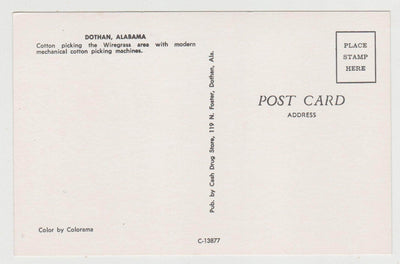 DOTHAN, ALABAMA
Cotton picking the Wiregrass area with modern
mechanical cotton picking machines.
Color by Colorama
Pub. by Cash Drug Store, 119 N. Foster, Dothan, Ala.
C-13877
PLACE
STAMP
HERE
POST CARD
ADDRESS